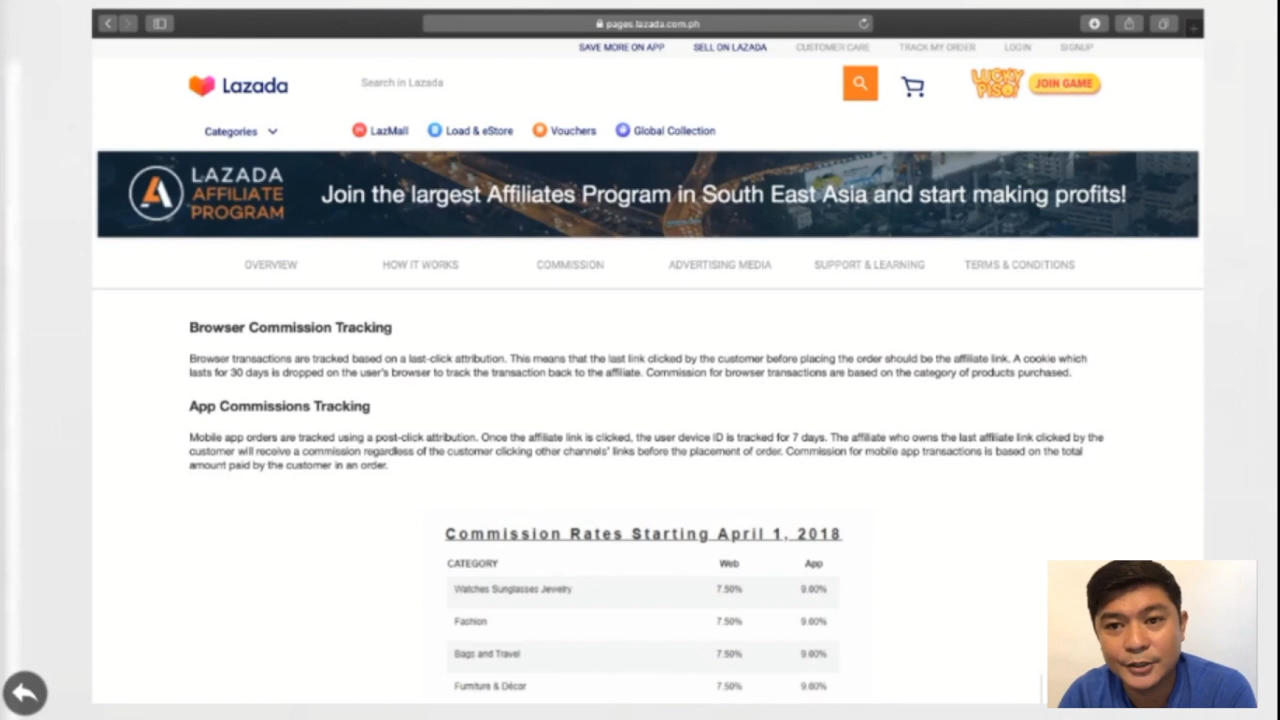 pages.lazada.com.ph
SAVE MORE ON APP SELL ON LAZADA CUSTOMER CARE TRACK MY ORDER LOGIN SIGNUP
Lazada Search in Lazada LUCKY PISO! JOIN GAME
Categories LazMall Load & eStore Vouchers Global Collection
LAZADA
AFFILIATE
PROGRAM
Join the largest Affiliates Program in South East Asia and start making profits!
OVERVIEW HOW IT WORKS COMMISSION ADVERTISING MEDIA SUPPORT & LEARNING TERMS & CONDITIONS
Browser Commission Tracking
Browser transactions are tracked based on a last-click attribution. This means that the last link clicked by the customer before placing the order should be the affiliate link. A cookie which
lasts for 30 days is dropped on the user's browser to track the transaction back to the affiliate. Commission for browser transactions are based on the category of products purchased.
App Commissions Tracking
Mobile app orders are tracked using a post-click attribution. Once the affiliate link is clicked, the user device ID is tracked for 7 days. The affiliate who owns the last affiliate link clicked by the
customer will receive a commission regardless of the customer clicking other channels' links before the placement of order. Commission for mobile app transactions is based on the total
amount paid by the customer in an order.
Commission Rates Starting April 1, 2018
CATEGORY Web App
Watches Sunglasses Jewelry 7.50% 9.00%
Fashion 7.50% 9.00%
Bags and Travel 7.50% 9.00%
Furniture & Décor 7.50% 9.00%